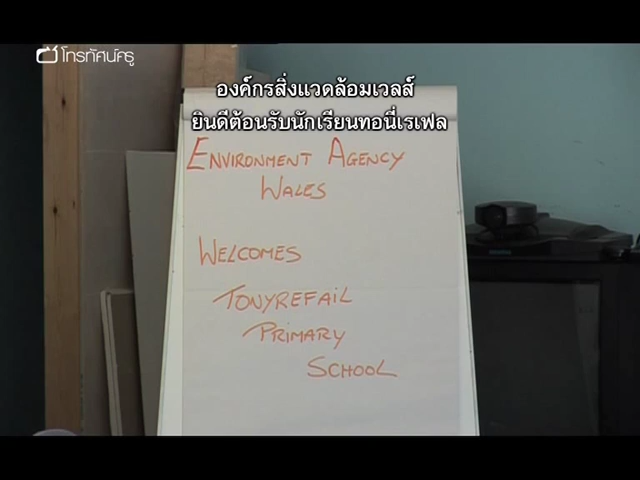 โทรทัศน์ครู
องค์กรสิ่งแวดล้อมเวลส์
ยินดีต้อนรับนักเรียนทอนี่เรเฟล
ENVIRONMENT AGENCY
WALES
WELCOMES
TONYREFAIL
PRIMARY
SCHOOL